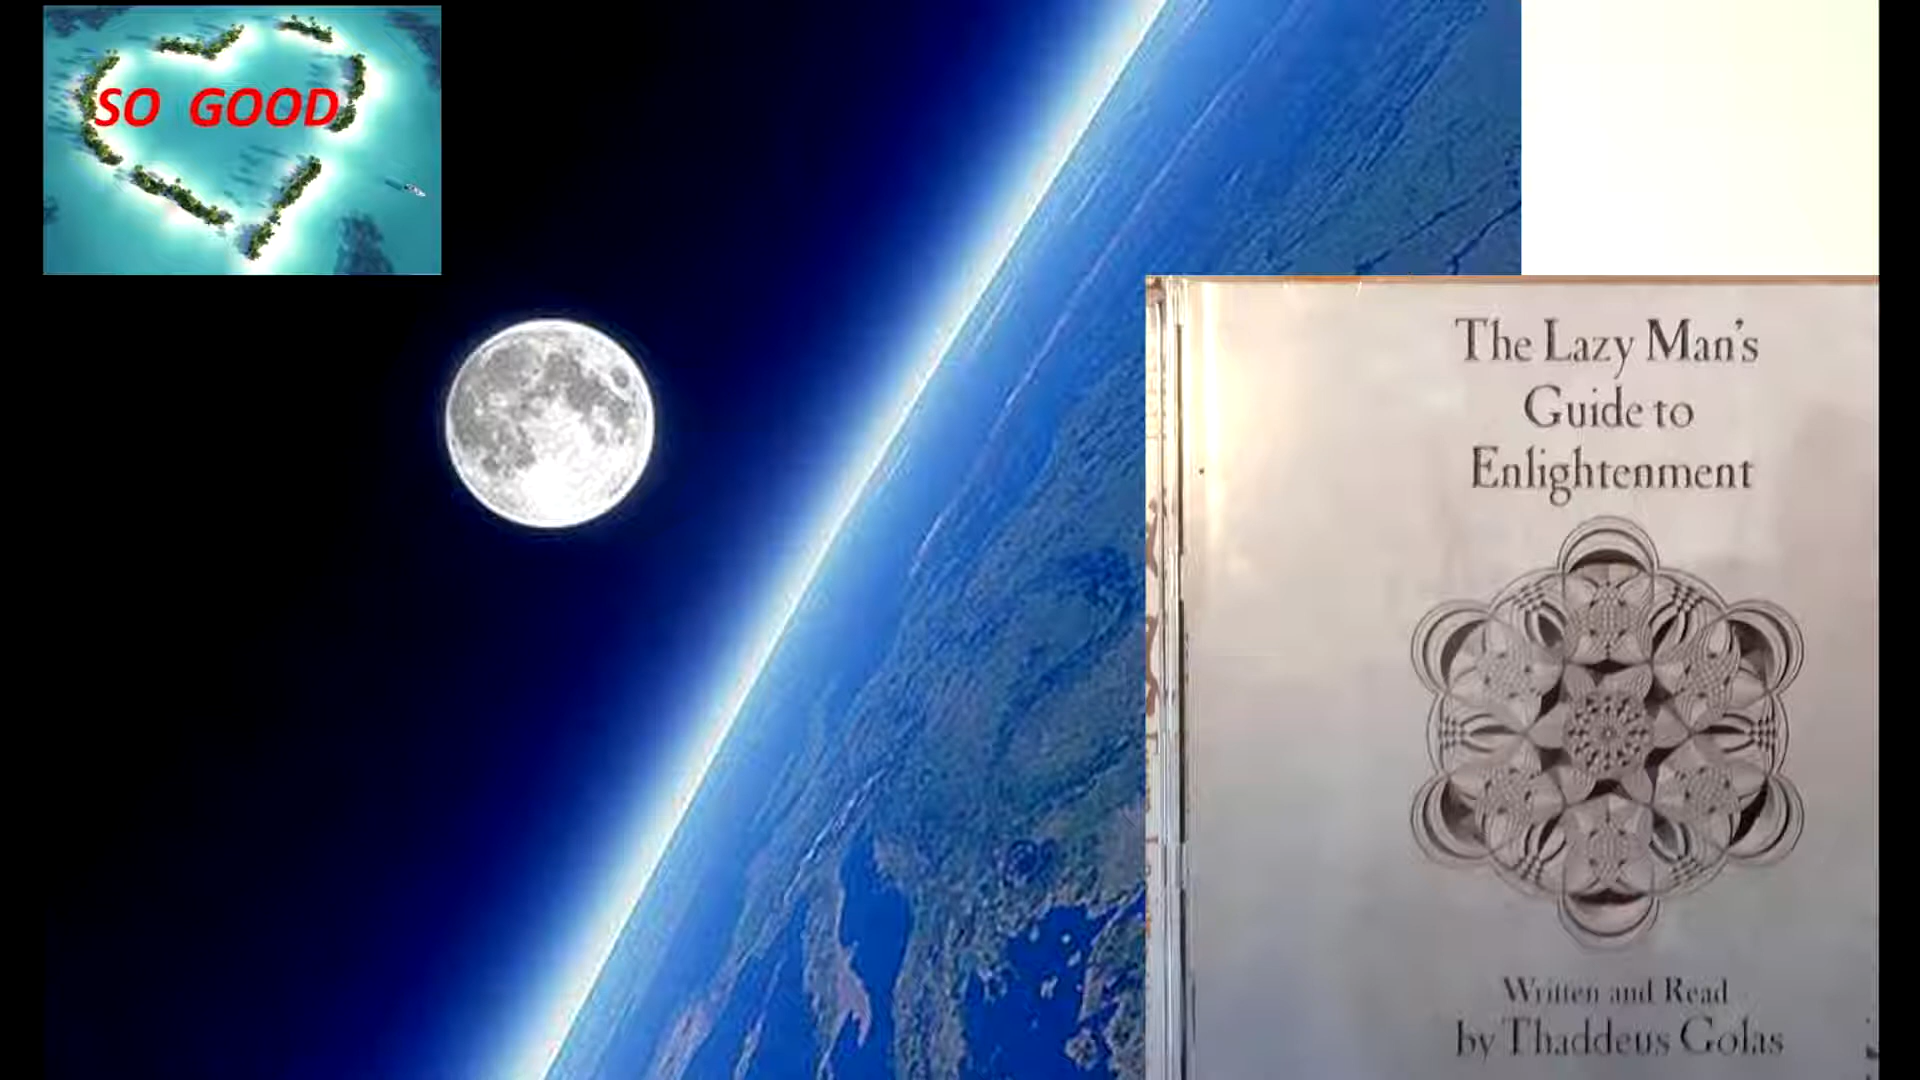 SO GOOD
The Lazy Man's
Guide to
Enlightenment
Written and Read
by Thaddeus Golas